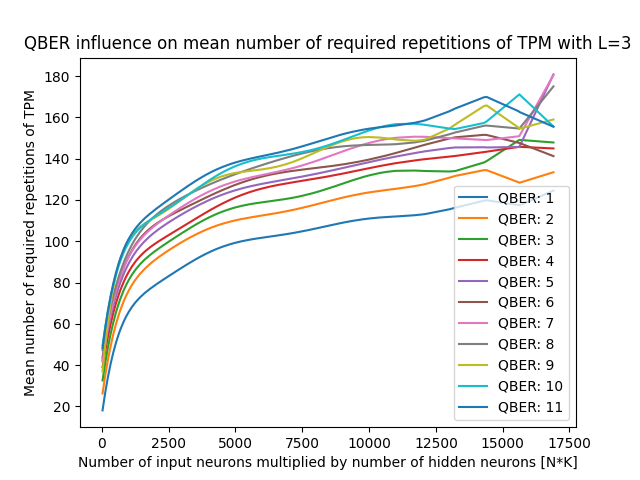 QBER influence on mean number of required repetitions of TPM with L=3
Mean number of required repetitions of TPM
180
160
140
120
100
80
60
40
20
QBER: 1
QBER: 2
QBER: 3
QBER: 4
QBER: 5
QBER: 6
QBER: 7
QBER: 8
QBER: 9
QBER: 10
QBER: 11
0 2500 5000 7500 10000 12500 15000 17500
Number of input neurons multiplied by number of hidden neurons [N*K]